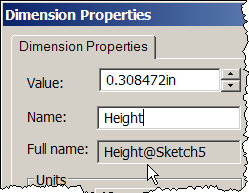 Dimension Properties
Dimension Properties
Value: 0.308472in
Name: Height
Full name: Height@Sketch5
Units